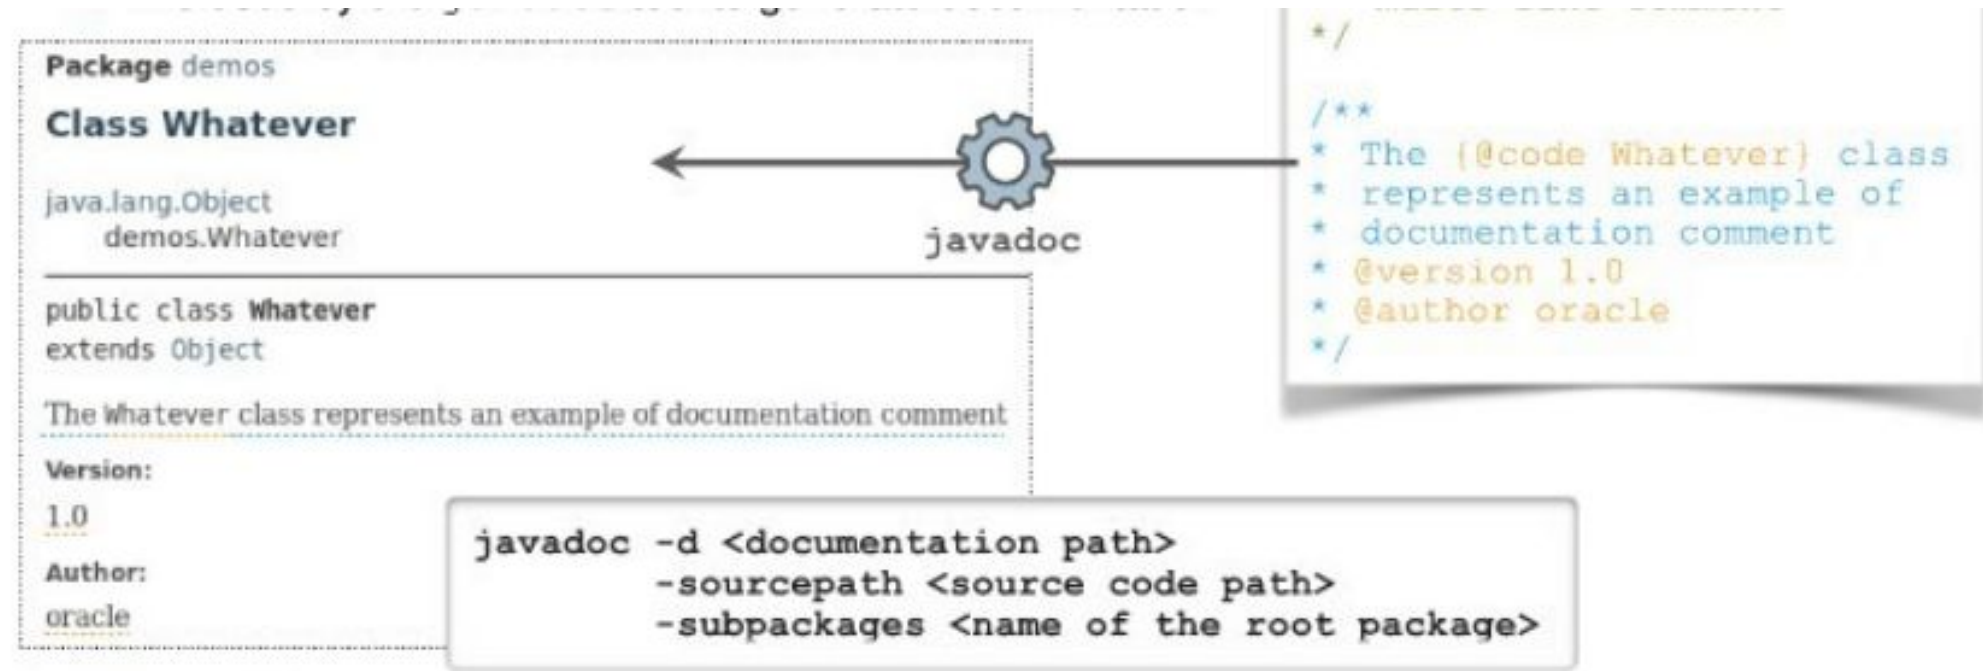 Package demos
Class Whatever
java.lang.Object
demos.Whatever
public class Whatever
extends Object
The Whatever class represents an example of documentation comment
Version:
1.0
Author:
oracle
javadoc
*/
/**
* The {@code Whatever} class
* represents an example of
* documentation comment
* @version 1.0
* @author oracle
*/
javadoc -d <documentation path>
-sourcepath <source code path>
-subpackages <name of the root package>